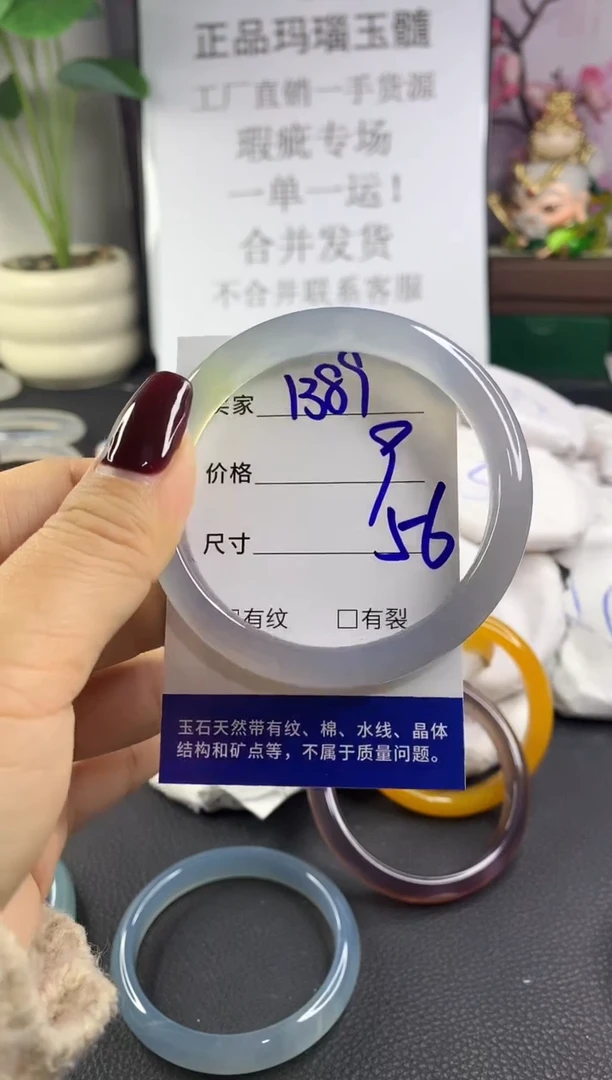 正品玛瑙玉髓
工厂直销一手货源
瑕疵专场
一单一运！
合并发货
不合并联系客服
卖家 1389
价格 9
尺寸 56
□有纹 □有裂
玉石天然带有纹、棉、水线、晶体
结构和矿点等，不属于质量问题。